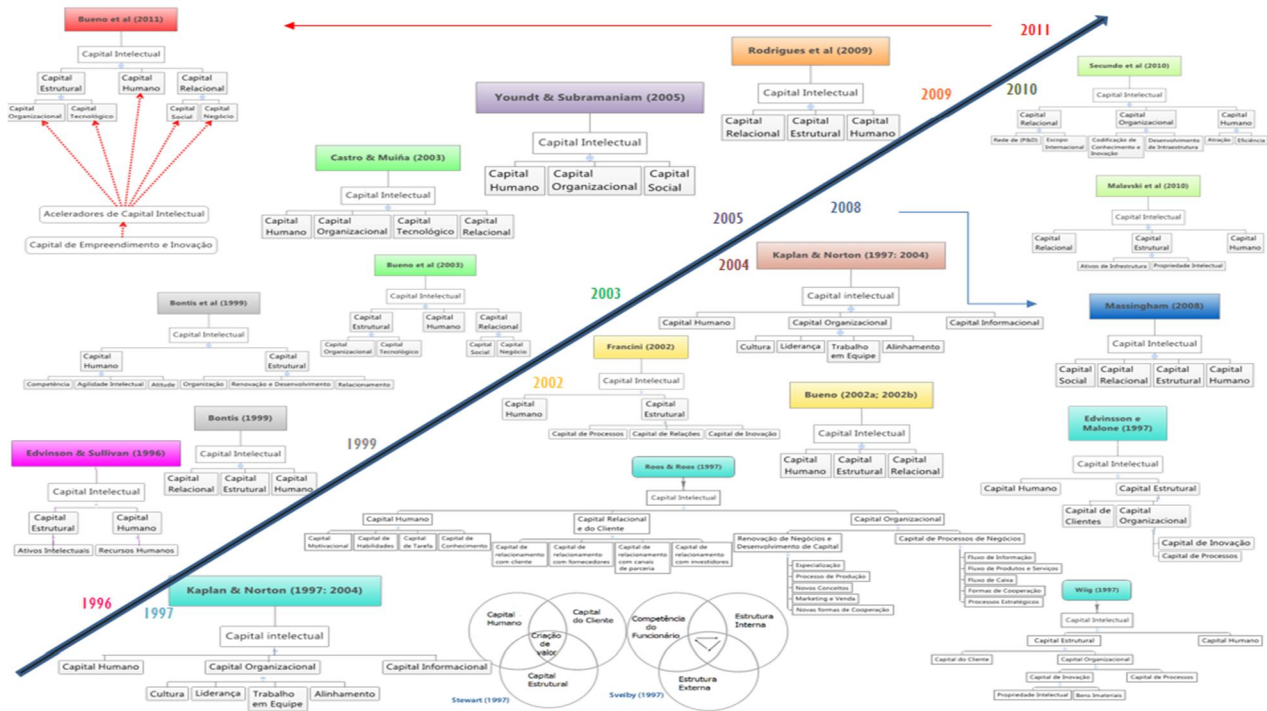 Bueno et al (2011)
Capital Intelectual
Capital Estrutural
Capital Humano
Capital Relacional
Capital Organizacional
Capital Tecnológico
Capital Social
Capital Negócio
Aceleradores de Capital Intelectual
Capital de Empreendimento e Inovação
2011
Rodrigues et al (2009)
Capital Intelectual
Capital Relacional
Capital Estrutural
Capital Humano
2009
2010
Secundo et al (2010)
Capital Intelectual
Capital Relacional
Capital Organizacional
Capital Humano
Rede de (P&D)
Escopo Internacional
Codificação de Conhecimento e Inovação
Desenvolvimento de Intraestrutura
Atração
Eficiência
Youndt & Subramaniam (2005)
Capital Intelectual
Capital Humano
Capital Organizacional
Capital Social
Castro & Muiña (2003)
Capital Intelectual
Capital Humano
Capital Organizacional
Capital Tecnológico
Capital Relacional
Malavski et al (2010)
Capital Intelectual
Capital Relacional
Capital Estrutural
Capital Humano
Propriedade Intelectual
2005
2008
2004
Kaplan & Norton (1997: 2004)
Capital intelectual
Capital Humano
Capital Organizacional
Capital Informacional
Cultura
Liderança
Trabalho em Equipe
Alinhamento
Bueno et al (2003)
Capital Intelectual
Capital Estrutural
Capital Humano
Capital Relacional
Capital Organizacional
Capital Tecnológico
Capital Social
Capital Negócio
2003
Bontis et al (1999)
Capital Intelectual
Capital Humano
Capital Estrutural
Competência
Agilidade Intelectual
Atitude
Organização
Renovação e Desenvolvimento
Relacionamento
Massingham (2008)
Capital Intelectual
Capital Social
Capital Relacional
Capital Estrutural
Capital Humano
Francini (2002)
Capital Intelectual
Capital Humano
Capital Estrutural
Capital de Processos
Capital de Relações
Capital de Inovação
2002
Bueno (2002a; 2002b)
Capital Intelectual
Capital Humano
Capital Estrutural
Capital Relacional
Bontis (1999)
Capital Intelectual
Capital Relacional
Capital Estrutural
Capital Humano
1999
Edvinson & Sullivan (1996)
Capital Intelectual
Capital Estrutural
Capital Humano
Ativos Intelectuais
Recursos Humanos
Edvinsson e Malone (1997)
Capital Intelectual
Capital Humano
Capital Estrutural
Capital de Clientes
Capital Organizacional
Capital de Inovação
Capital de Processos
Roos & Roos (1997)
Capital Intelectual
Capital Humano
Capital Relacional e do Cliente
Capital Organizacional
Capital Motivacional
Capital de Habilidades
Capital de Tarefa
Capital de Conhecimento
Capital de relacionamento com cliente
Capital de relacionamento com fornecedores
Capital de relacionamento com canais de parceria
Capital de relacionamento com investidores
Renovação de Negócios e Desenvolvimento de Capital
Capital de Processos de Negócios
Especialização
Processo de Produção
Novos Conceitos
Marketing e Venda
Novas formas de Cooperação
Fluxo de Informação
Fluxo de Produtos e Serviços
Fluxo de Caixa
Formas de Cooperação
Processos Estratégicos
1996
1997
Kaplan & Norton (1997: 2004)
Capital intelectual
Capital Humano
Capital Organizacional
Capital Informacional
Cultura
Liderança
Trabalho em Equipe
Alinhamento
Capital Humano
Capital do Cliente
Criação de valor
Capital Estrutural
Stewart (1997)
Competência do Funcionário
Estrutura Interna
Estrutura Externa
Sveiby (1997)
Wiig (1997)
Capital Intelectual
Capital Estrutural
Capital Humano
Capital do Cliente
Capital Organizacional
Capital de Inovação
Capital de Processos
Propriedade Intelectual
Bens Imateriais